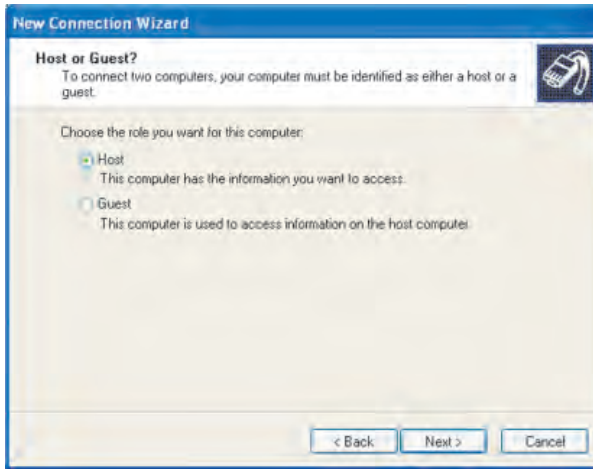 New Connection Wizard
Host or Guest?
To connect two computers, your computer must be identified as either a host or a
guest.
Choose the role you want for this computer:
Host
This computer has the information you want to access.
Guest
This computer is used to access information on the host computer.
< Back Next > Cancel